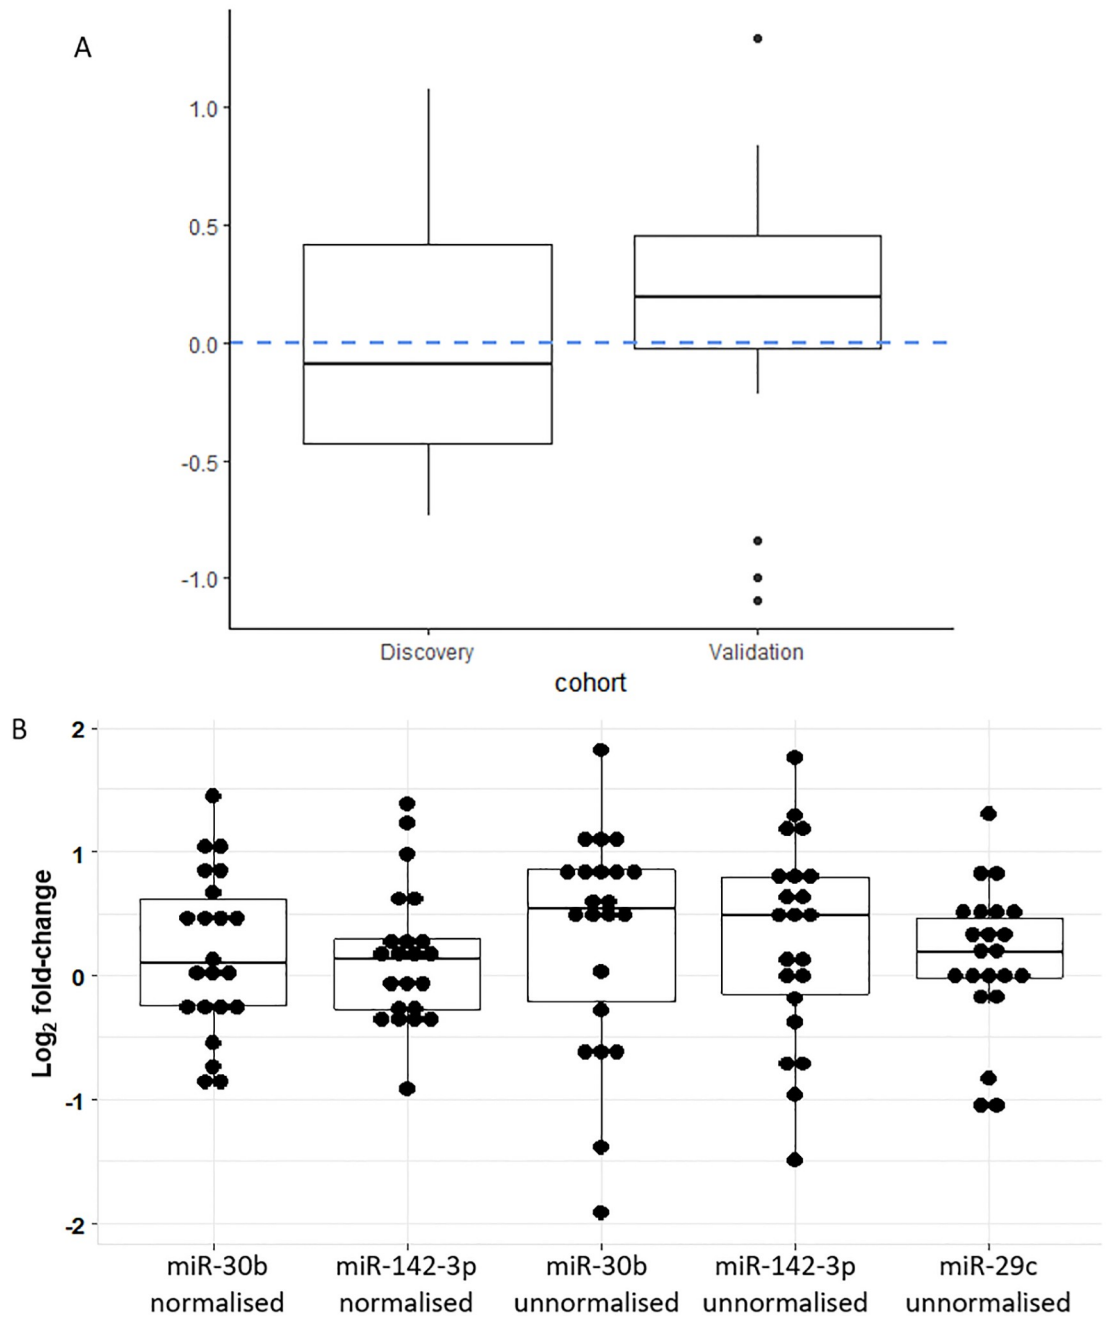 A
1.0
0.5
0.0
-0.5
-1.0
Discovery Validation
cohort
B
2
1
0
-1
-2
Log2 fold-change
miR-30b miR-142-3p miR-30b miR-142-3p miR-29c
normalised normalised unnormalised unnormalised unnormalised